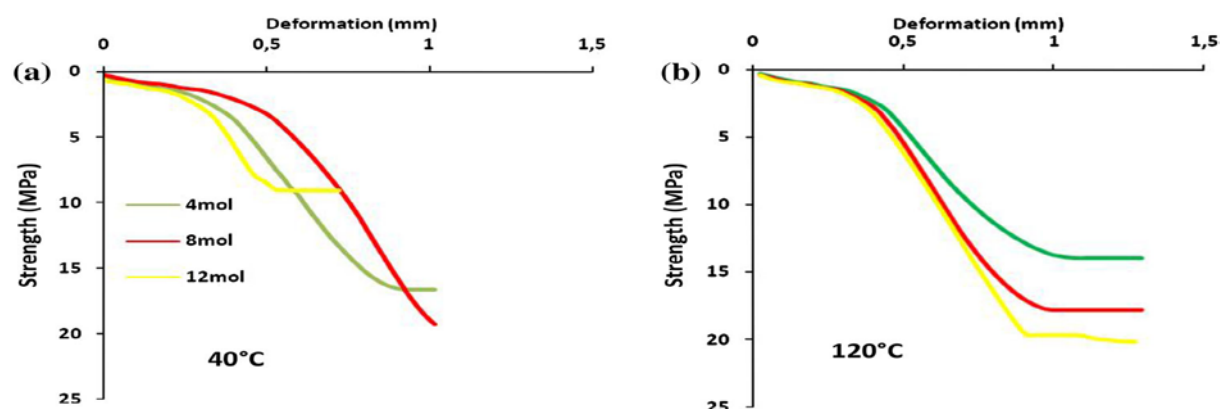 Deformation (mm)
0 0,5 1 1,5
(a)
0
5
10
15
20
25
Strength (MPa)
4mol
8mol
12mol
40°C
Deformation (mm)
0 0,5 1 1,5
(b)
0
5
10
15
20
25
Strength (MPa)
120°C